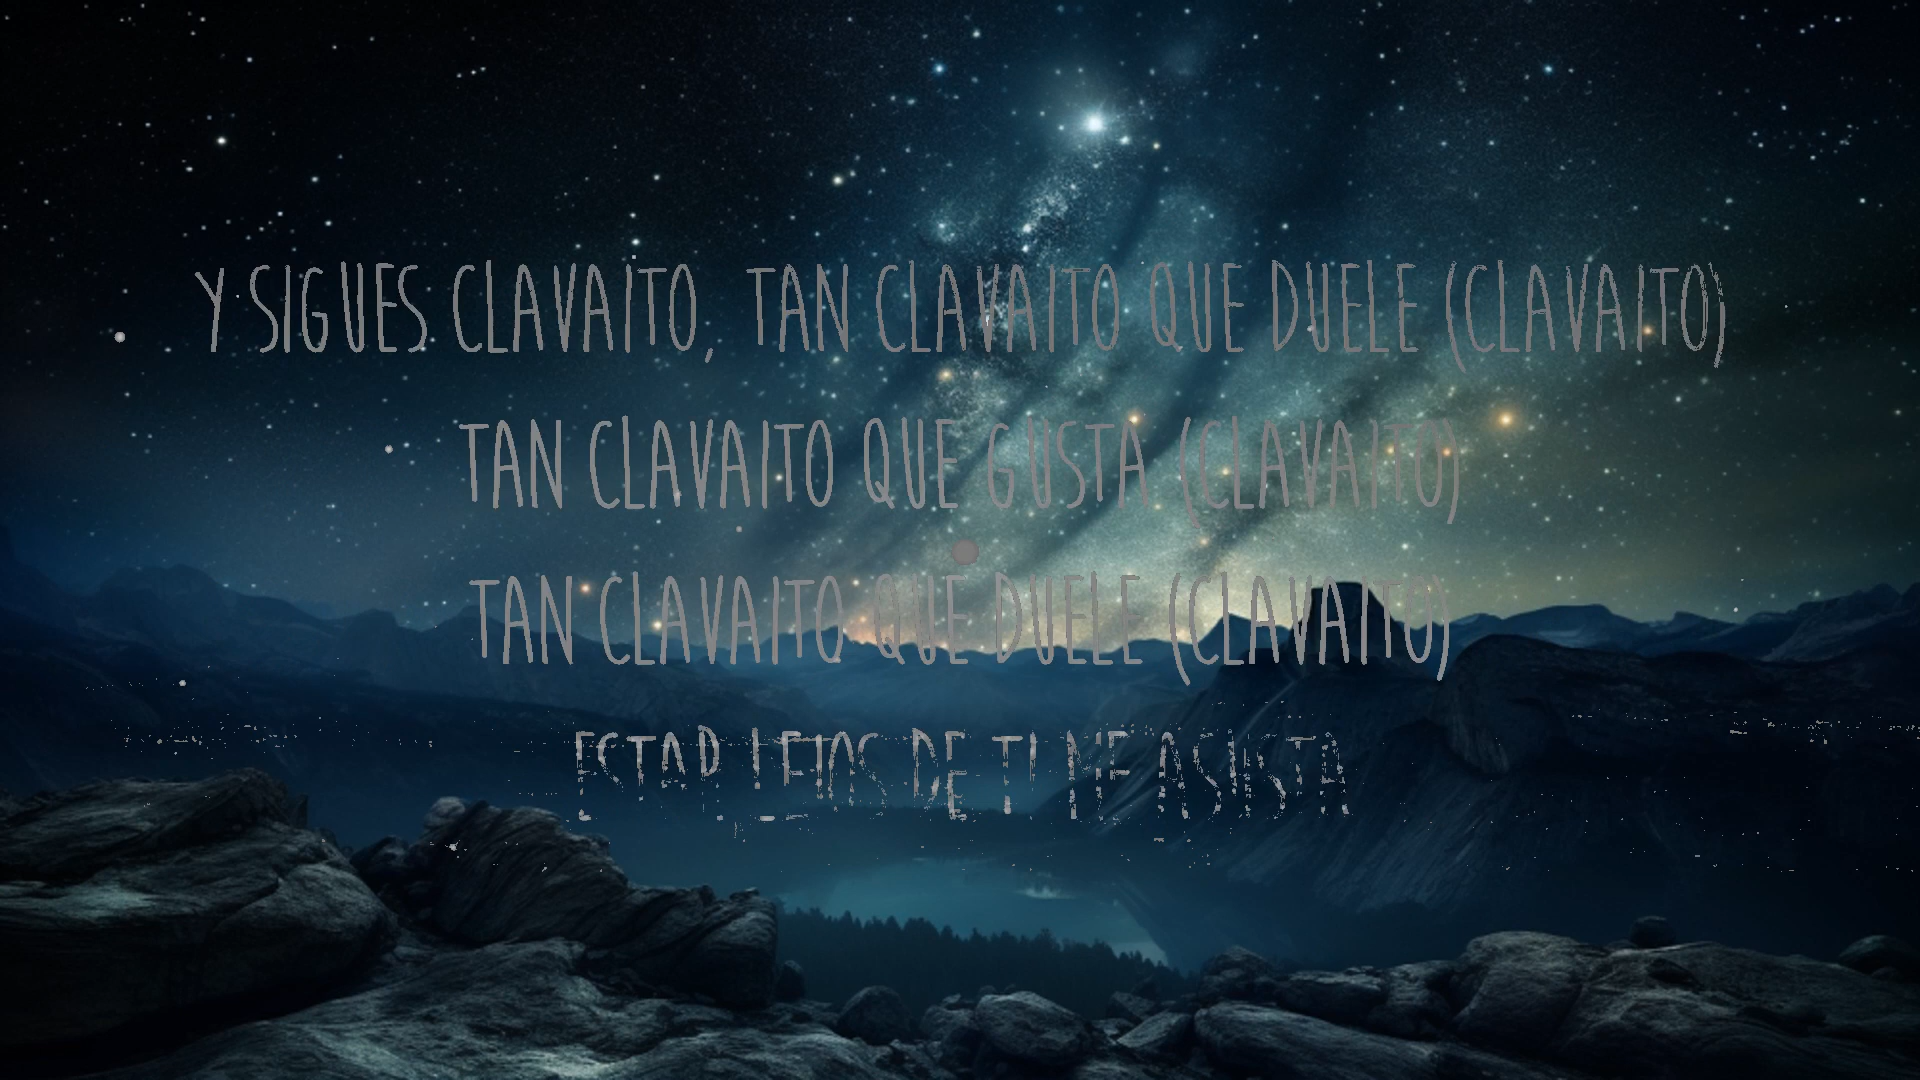 Y SIGUES CLAVAITO, TAN CLAVAITO QUE DUELE (CLAVAITO)
TAN CLAVAITO QUE GUSTA (CLAVAITO)
TAN CLAVAITO QUE DUELE (CLAVAITO)
ESTAR LEJOS DE TI ME ASUSTA